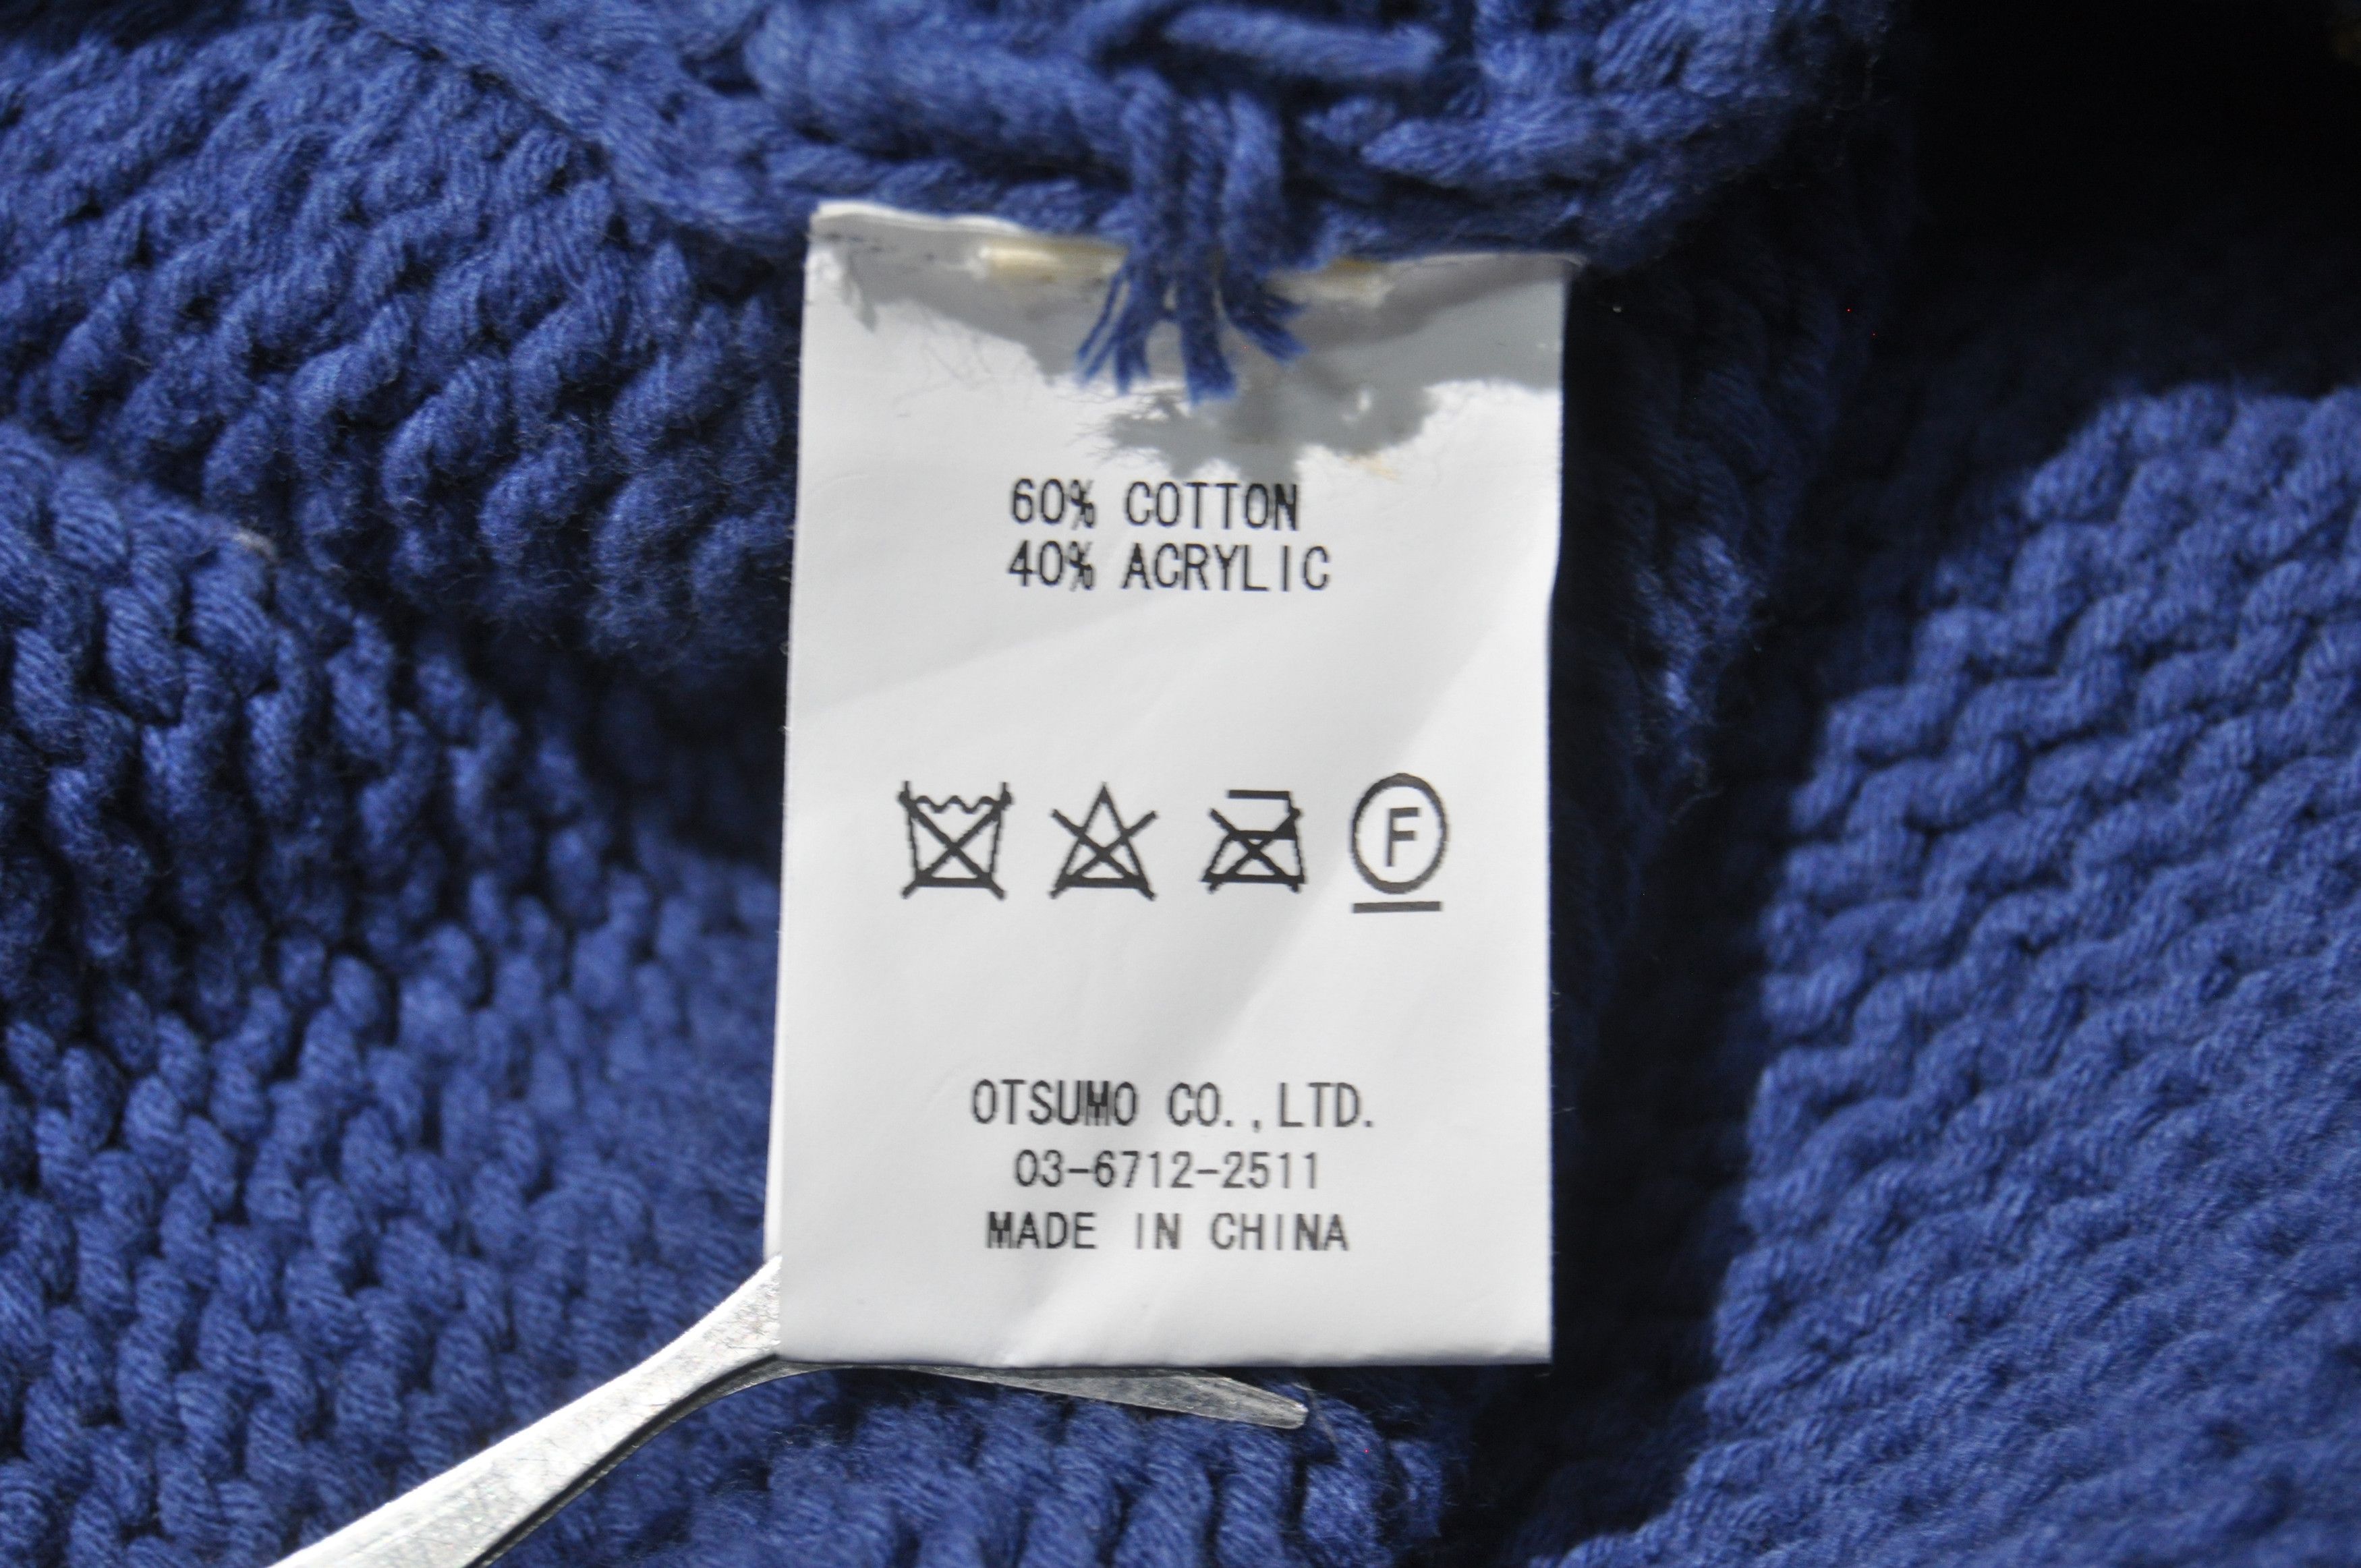 60% COTTON
40% ACRYLIC
F
OTSUMO CO.,LTD.
03-6712-2511
MADE IN CHINA